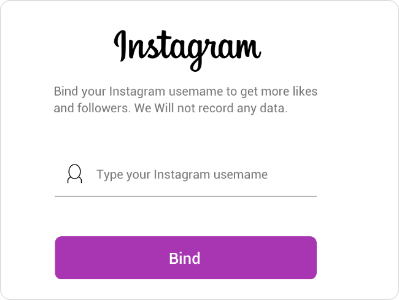 Instagram
Bind your Instagram usemame to get more likes
and followers. We Will not record any data.
Type your Instagram usemame
Bind